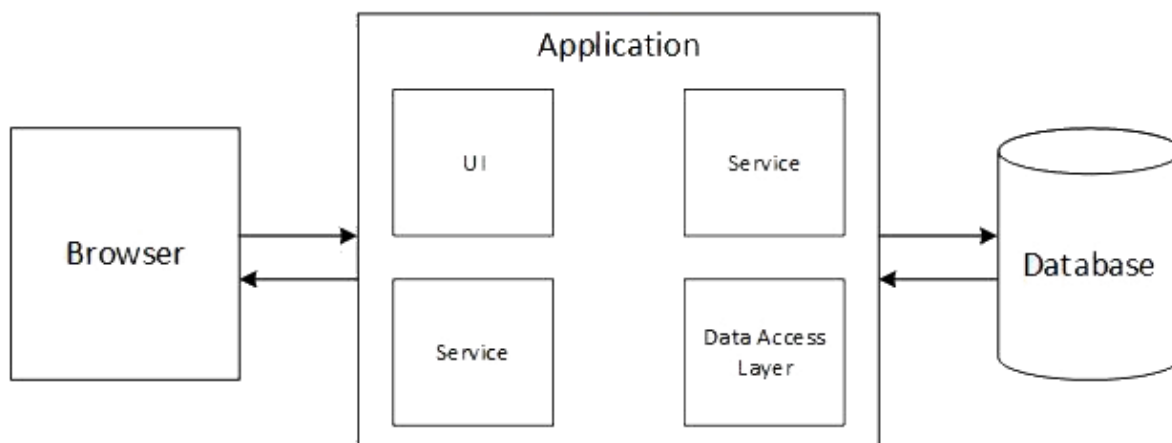 Application
UI
Service
Browser
Database
Service
Data Access
Layer